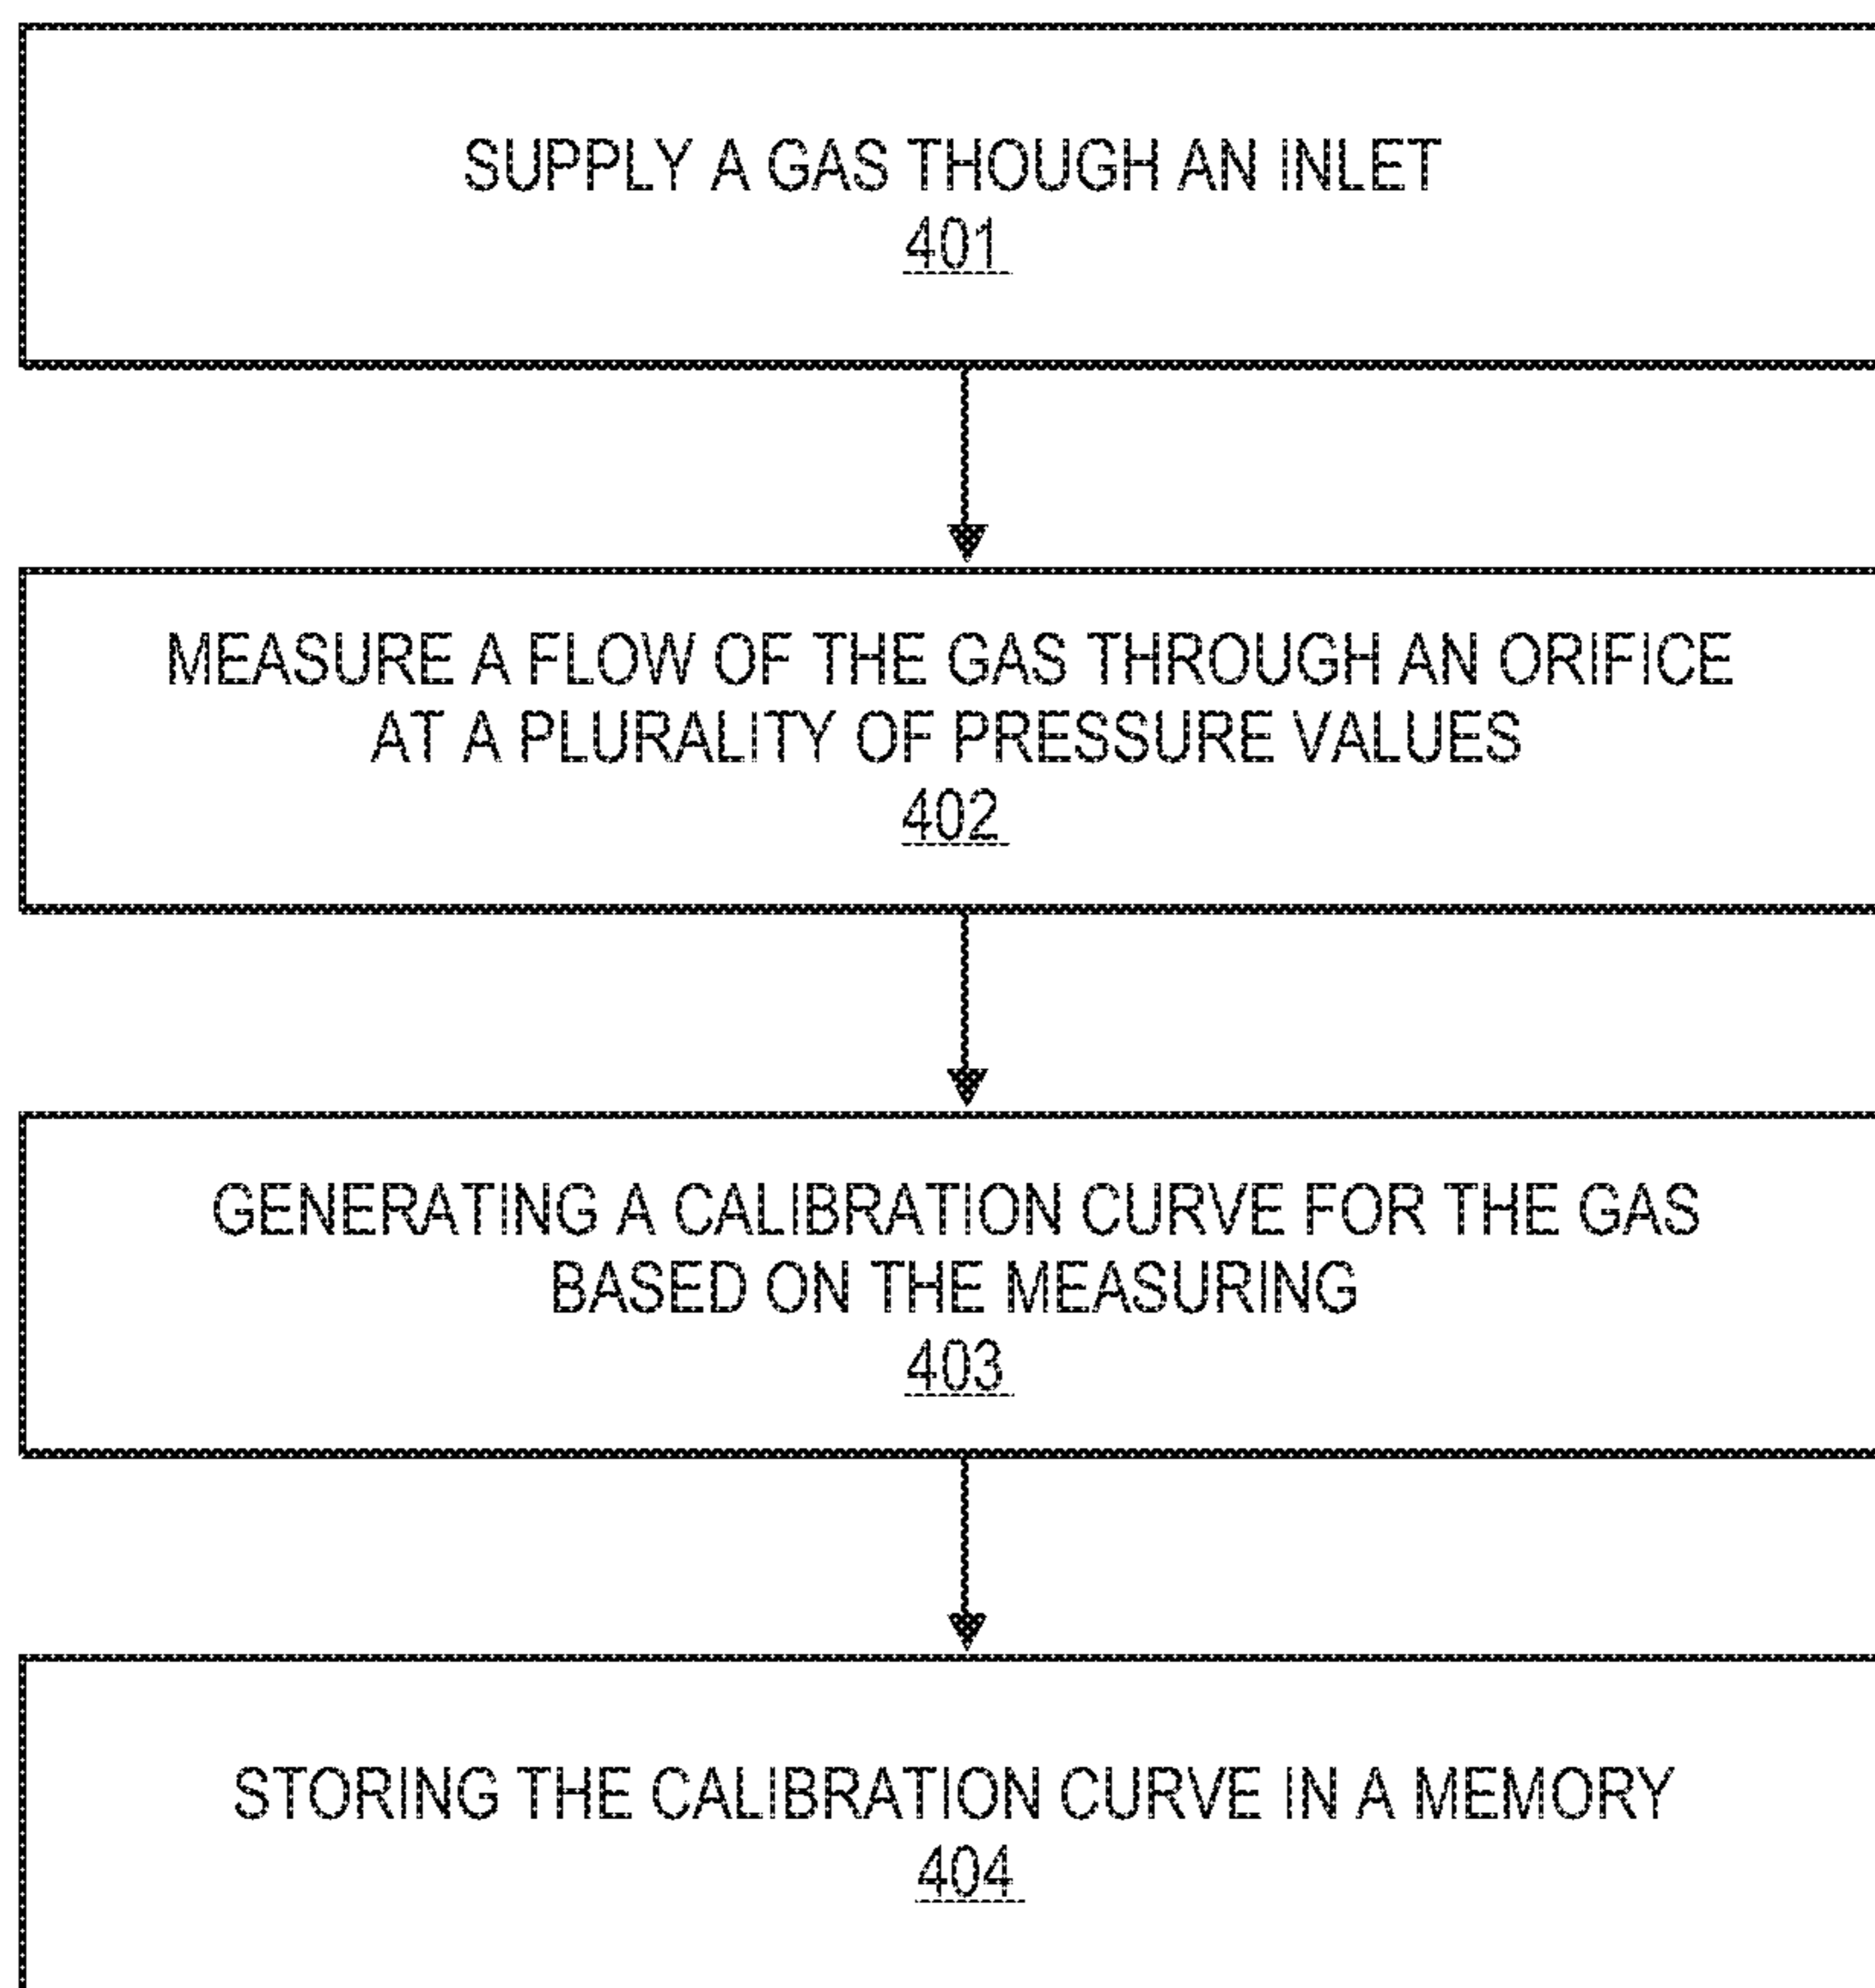 SUPPLY A GAS THOUGH AN INLET
401
MEASURE A FLOW OF THE GAS THROUGH AN ORIFICE
AT A PLURALITY OF PRESSURE VALUES
402
GENERATING A CALIBRATION CURVE FOR THE GAS
BASED ON THE MEASURING
403
STORING THE CALIBRATION CURVE IN A MEMORY
404